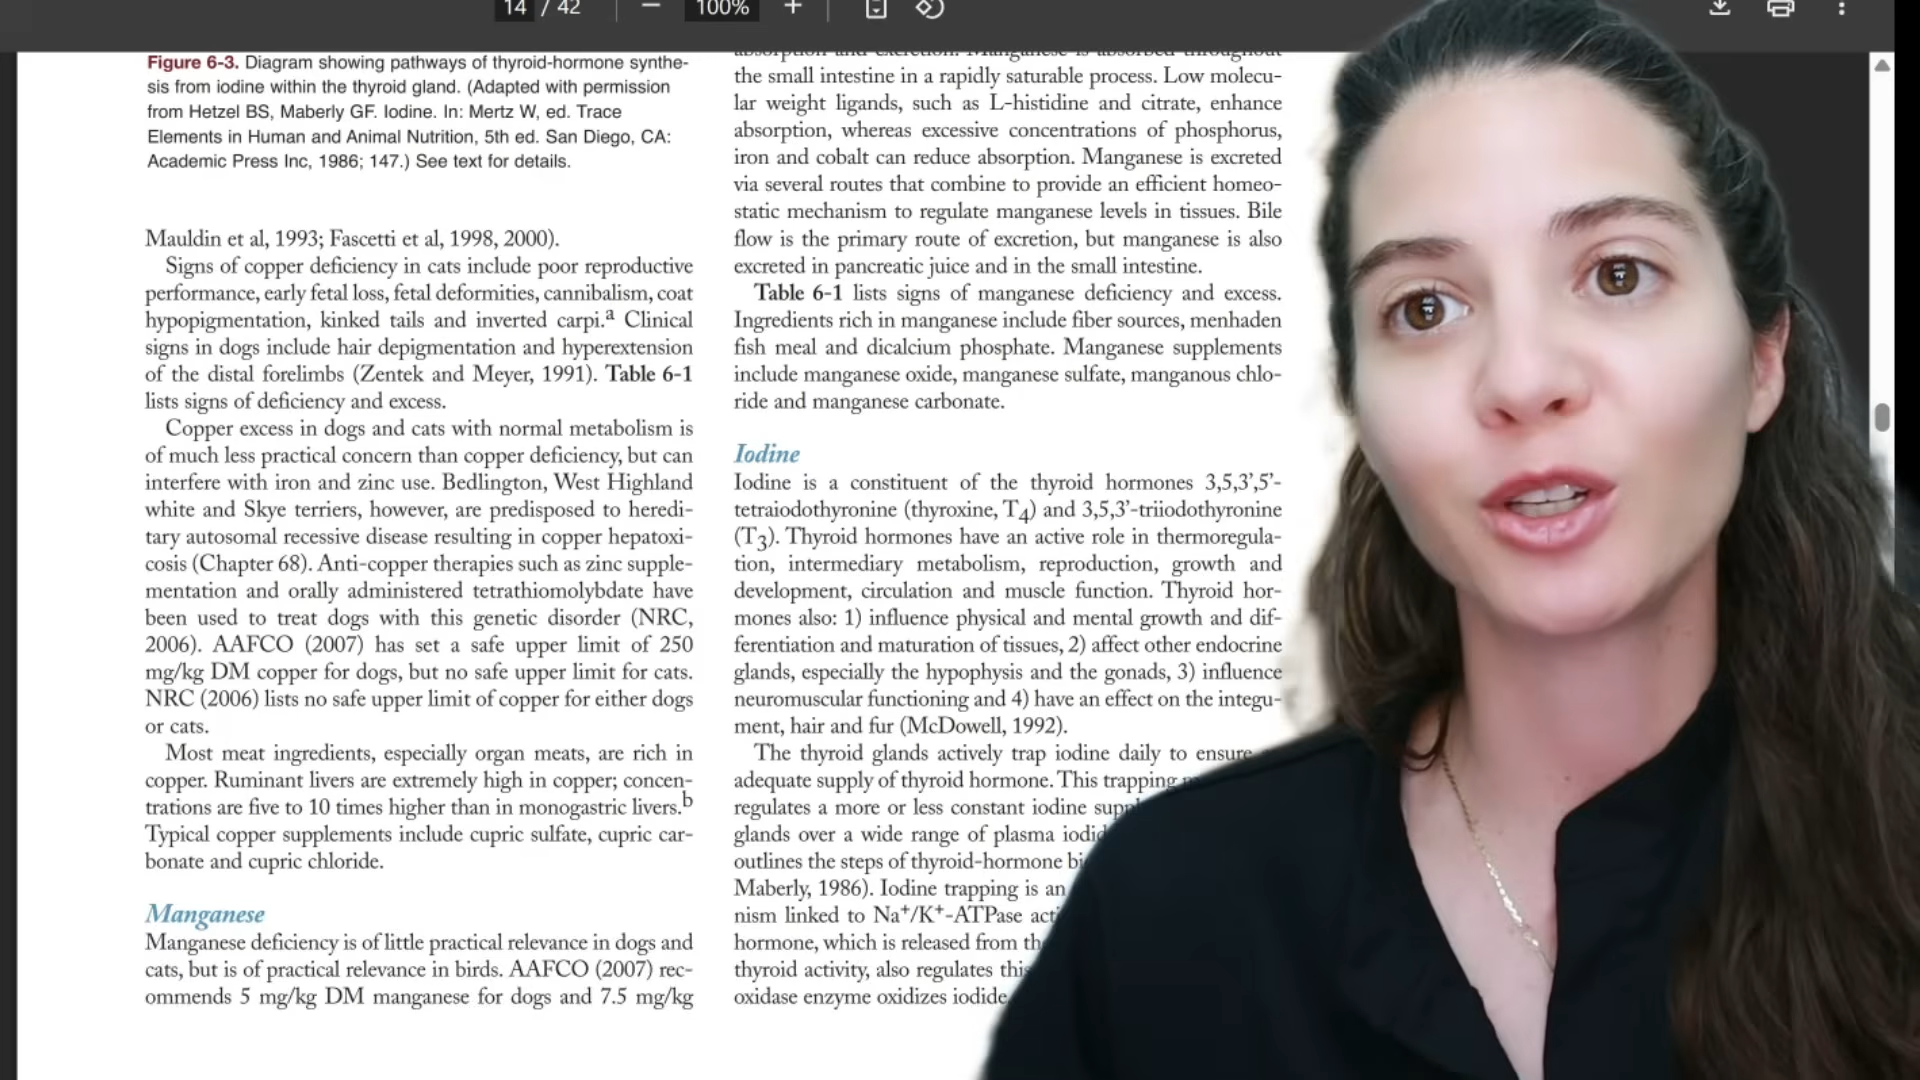 14 / 42
100%
Figure 6-3. Diagram showing pathways of thyroid-hormone synthe-
sis from iodine within the thyroid gland. (Adapted with permission
from Hetzel BS, Maberly GF. Iodine. In: Mertz W, ed. Trace
Elements in Human and Animal Nutrition, 5th ed. San Diego, CA:
Academic Press Inc, 1986; 147.) See text for details.
Mauldin et al, 1993; Fascetti et al, 1998, 2000).
Signs of copper deficiency in cats include poor reproductive
performance, early fetal loss, fetal deformities, cannibalism, coat
hypopigmentation, kinked tails and inverted carpi.a Clinical
signs in dogs include hair depigmentation and hyperextension
of the distal forelimbs (Zentek and Meyer, 1991). Table 6-1
lists signs of deficiency and excess.
Copper excess in dogs and cats with normal metabolism is
of much less practical concern than copper deficiency, but can
interfere with iron and zinc use. Bedlington, West Highland
white and Skye terriers, however, are predisposed to heredi-
tary autosomal recessive disease resulting in copper hepatoxi-
cosis (Chapter 68). Anti-copper therapies such as zinc supple-
mentation and orally administered tetrathiomolybdate have
been used to treat dogs with this genetic disorder (NRC,
2006). AAFCO (2007) has set a safe upper limit of 250
mg/kg DM copper for dogs, but no safe upper limit for cats.
NRC (2006) lists no safe upper limit of copper for either dogs
or cats.
Most meat ingredients, especially organ meats, are rich in
copper. Ruminant livers are extremely high in copper; concen-
trations are five to 10 times higher than in monogastric livers.b
Typical copper supplements include cupric sulfate, cupric car-
bonate and cupric chloride.
Manganese
Manganese deficiency is of little practical relevance in dogs and
cats, but is of practical relevance in birds. AAFCO (2007) rec-
ommends 5 mg/kg DM manganese for dogs and 7.5 mg/kg
absorption and excretion. Manganese is absorbed throughout
the small intestine in a rapidly saturable process. Low molecu-
lar weight ligands, such as L-histidine and citrate, enhance
absorption, whereas excessive concentrations of phosphorus,
iron and cobalt can reduce absorption. Manganese is excreted
via several routes that combine to provide an efficient homeo-
static mechanism to regulate manganese levels in tissues. Bile
flow is the primary route of excretion, but manganese is also
excreted in pancreatic juice and in the small intestine.
Table 6-1 lists signs of manganese deficiency and excess.
Ingredients rich in manganese include fiber sources, menhaden
fish meal and dicalcium phosphate. Manganese supplements
include manganese oxide, manganese sulfate, manganous chlo-
ride and manganese carbonate.
Iodine
Iodine is a constituent of the thyroid hormones 3,5,3',5'-
tetraiodothyronine (thyroxine, T4) and 3,5,3'-triiodothyronine
(T3). Thyroid hormones have an active role in thermoregula-
tion, intermediary metabolism, reproduction, growth and
development, circulation and muscle function. Thyroid hor-
mones also: 1) influence physical and mental growth and dif-
ferentiation and maturation of tissues, 2) affect other endocrine
glands, especially the hypophysis and the gonads, 3) influence
neuromuscular functioning and 4) have an effect on the integu-
ment, hair and fur (McDowell, 1992).
The thyroid glands actively trap iodine daily to ensure
adequate supply of thyroid hormone. This trapping
regulates a more or less constant iodine
glands over a wide range of plasma
outlines the steps of thyroid-hormone
Maberly, 1986). Iodine trapping is an
nism linked to Na+/K+-ATPase
hormone, which is released from
thyroid activity, also regulates
oxidase enzyme oxidizes iodide